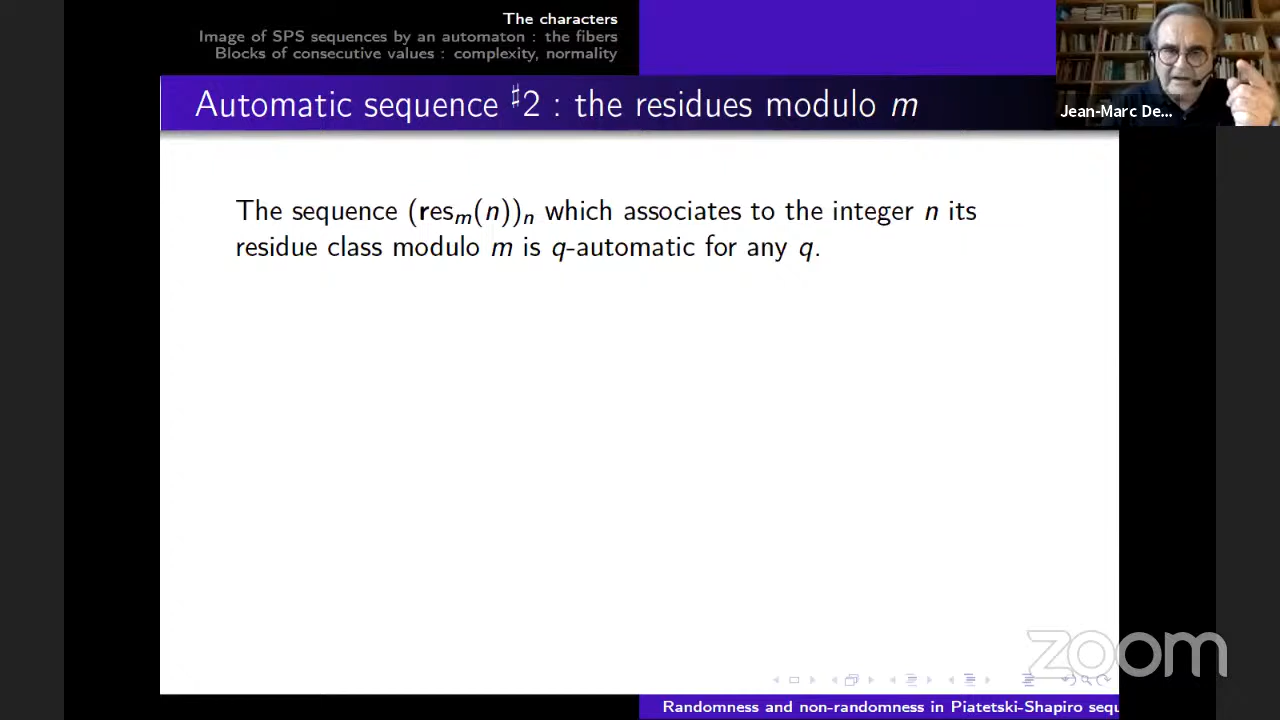 The characters
Image of SPS sequences by an automaton : the fibers
Blocks of consecutive values : complexity, normality
Automatic sequence ♯2 : the residues modulo m
Jean-Marc De...
The sequence (resₘ(n))ₙ which associates to the integer n its
residue class modulo m is q-automatic for any q.
zoom
Randomness and non-randomness in Piatetski-Shapiro sequ